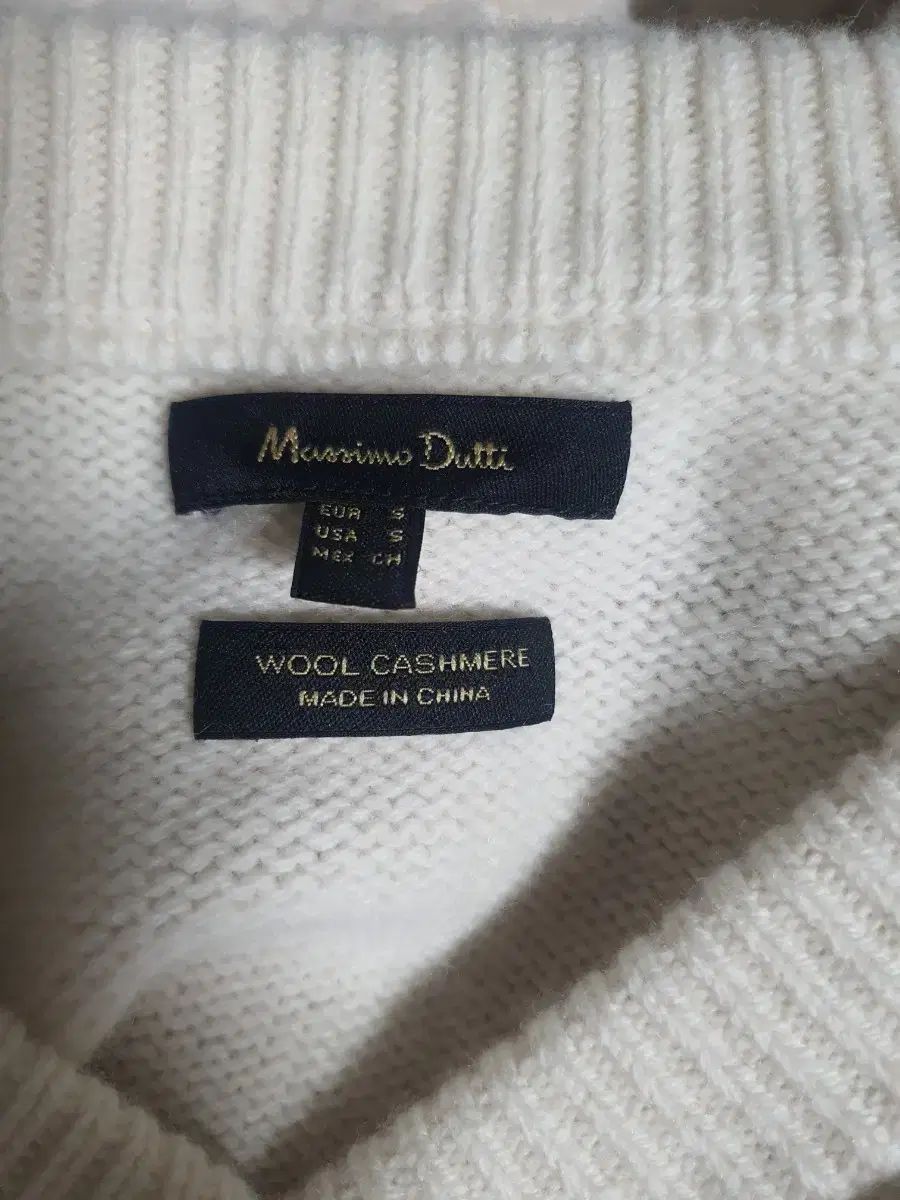 Massimo Dutti
EUR S
USA S
MEX CH
WOOL CASHMERE
MADE IN CHINA